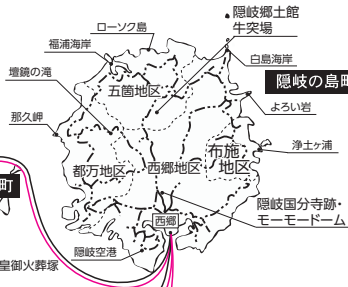 隠岐郷土館
牛突場
ローソク島
福浦海岸
白島海岸
壇鏡の滝
五箇地区
隠岐の島町
よろい岩
那久岬
浄土ヶ浦
布施
地区
都万地区
西郷地区
町
隠岐国分寺跡・
モーモードーム
西郷
隠岐空港
皇御火葬塚